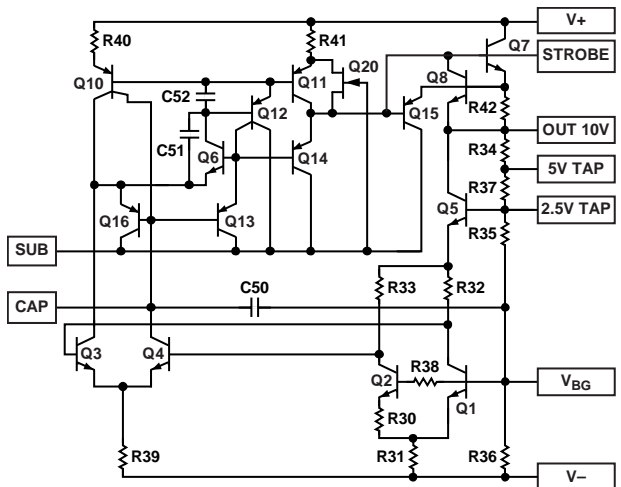 V+
R40
R41
Q20
Q7
STROBE
Q10
Q11
Q8
C52
Q12
Q15
R42
C51
OUT 10V
Q6
Q14
R34
5V TAP
R37
Q16
Q13
Q5
2.5V TAP
R35
SUB
R33
R32
CAP
C50
Q3
Q4
Q2
R38
VBG
Q1
R30
R39
R31
R36
V–